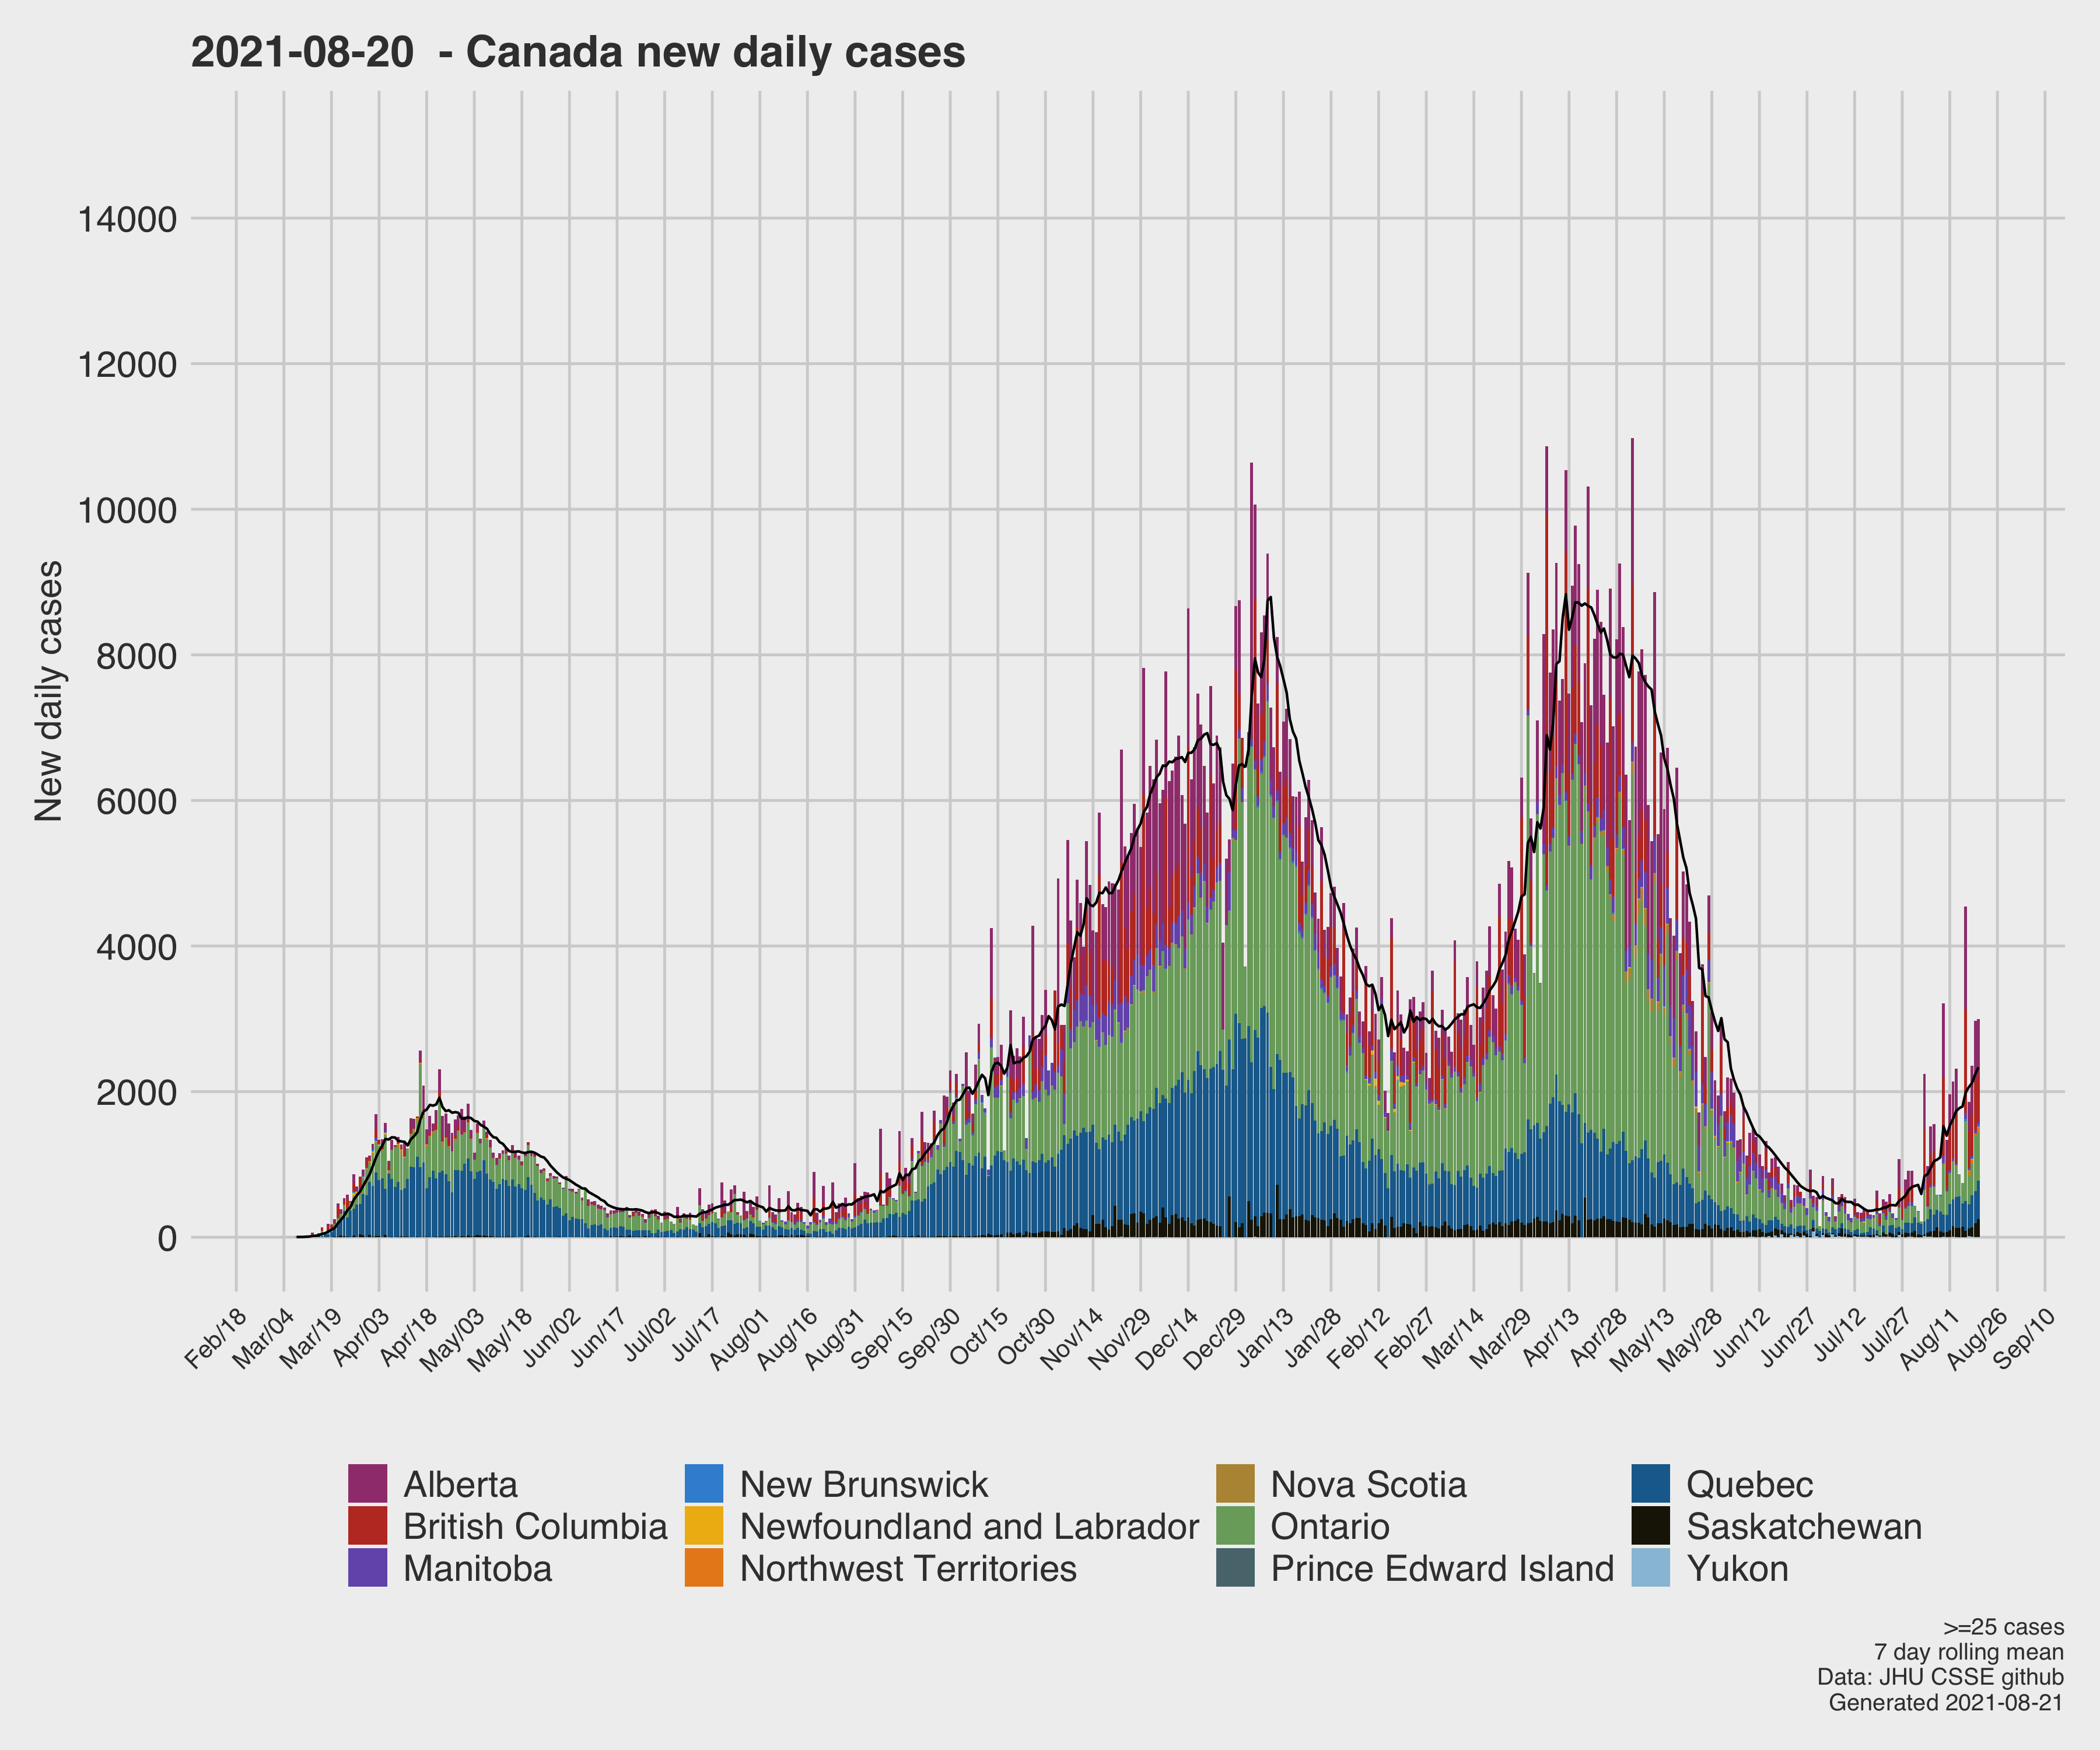 2021-08-20  - Canada new daily cases
New daily cases
14000
12000
10000
8000
6000
4000
2000
0
Feb/18 Mar/04 Mar/19 Apr/03 Apr/18 May/03 May/18 Jun/02 Jun/17 Jul/02 Jul/17 Aug/01 Aug/16 Aug/31 Sep/15 Sep/30 Oct/15 Oct/30 Nov/14 Nov/29 Dec/14 Dec/29 Jan/13 Jan/28 Feb/12 Feb/27 Mar/14 Mar/29 Apr/13 Apr/28 May/13 May/28 Jun/12 Jun/27 Jul/12 Jul/27 Aug/11 Aug/26 Sep/10
Alberta New Brunswick Nova Scotia Quebec
British Columbia Newfoundland and Labrador Ontario Saskatchewan
Manitoba Northwest Territories Prince Edward Island Yukon
>=25 cases
7 day rolling mean
Data: JHU CSSE github
Generated 2021-08-21